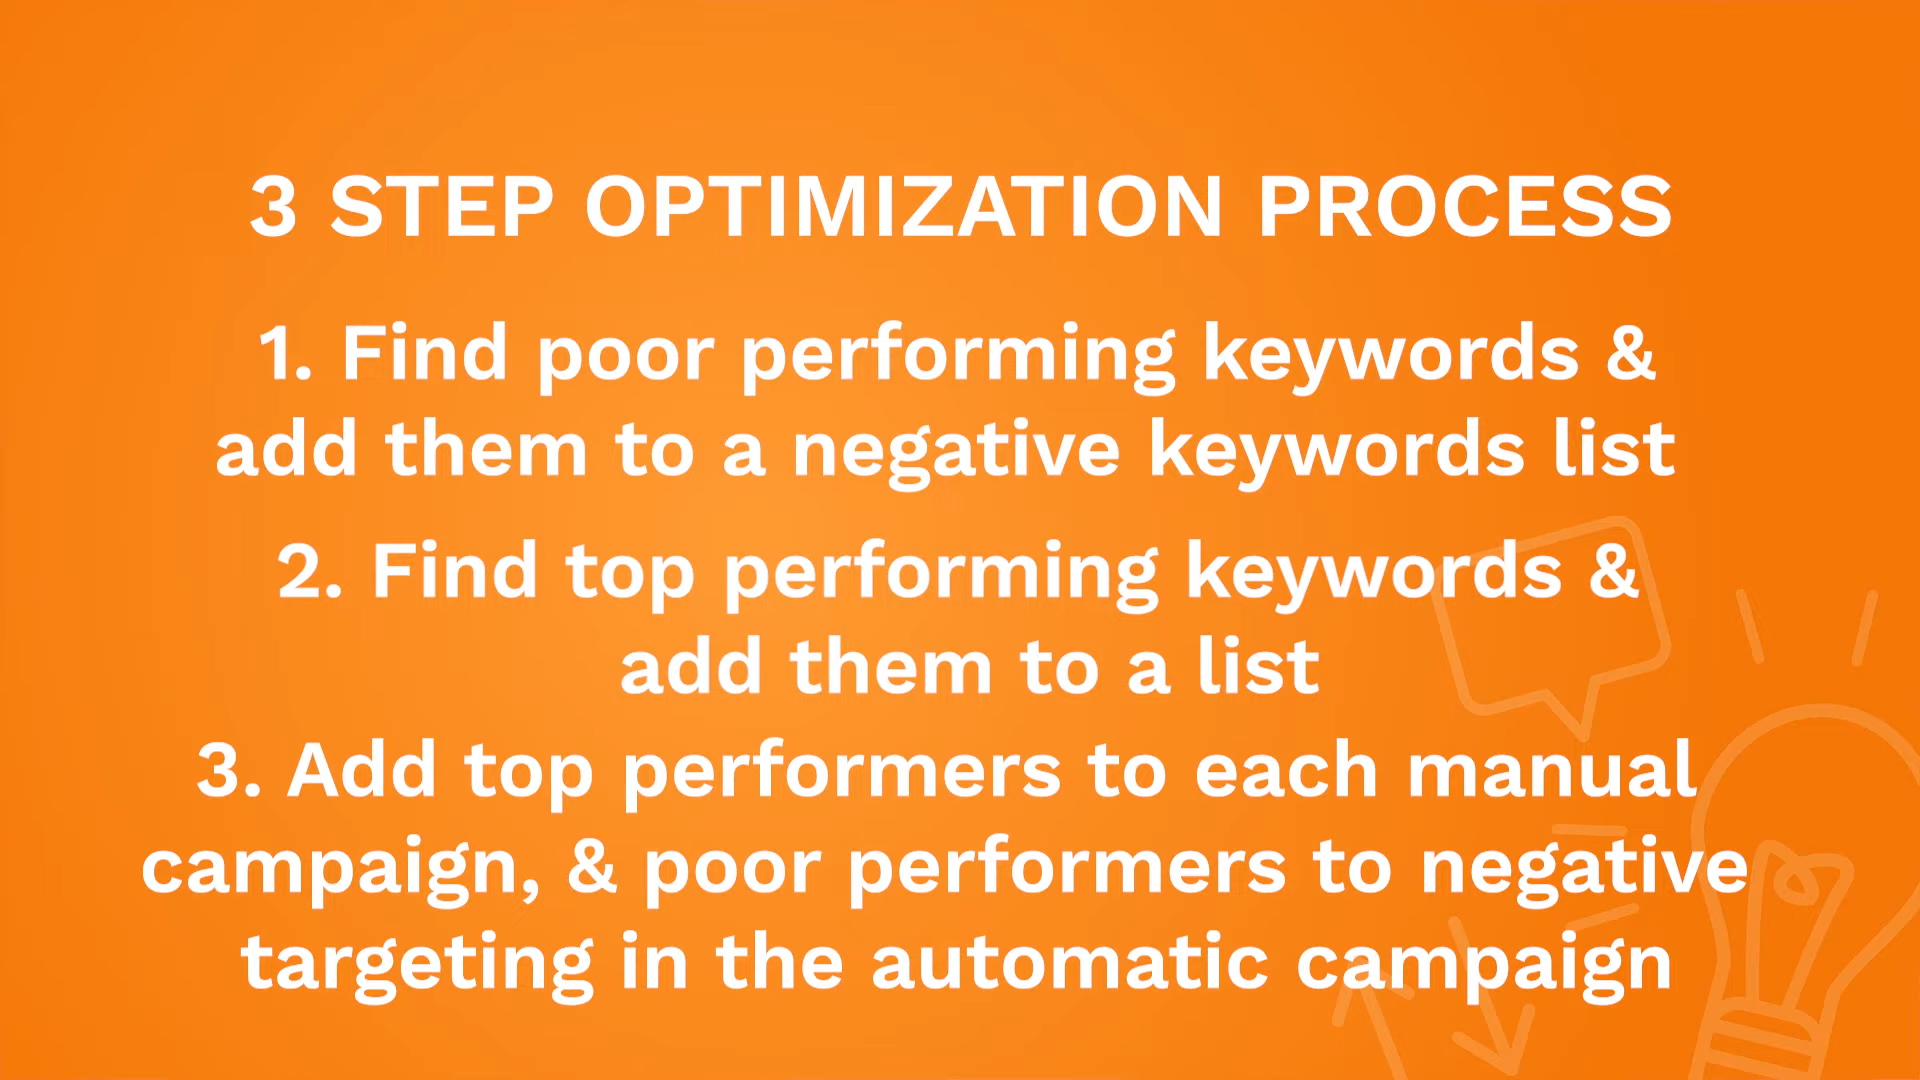 3 STEP OPTIMIZATION PROCESS
1. Find poor performing keywords &
add them to a negative keywords list
2. Find top performing keywords &
add them to a list
3. Add top performers to each manual
campaign, & poor performers to negative
targeting in the automatic campaign